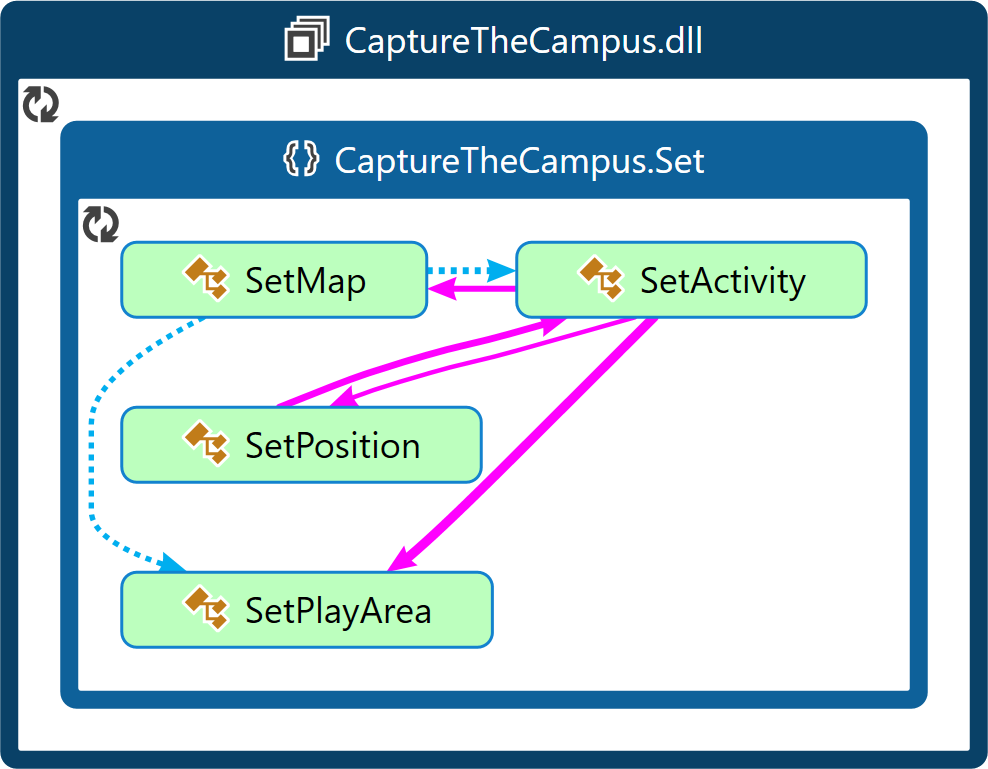 CaptureTheCampus.dll
CaptureTheCampus.Set
SetMap
SetActivity
SetPosition
SetPlayArea